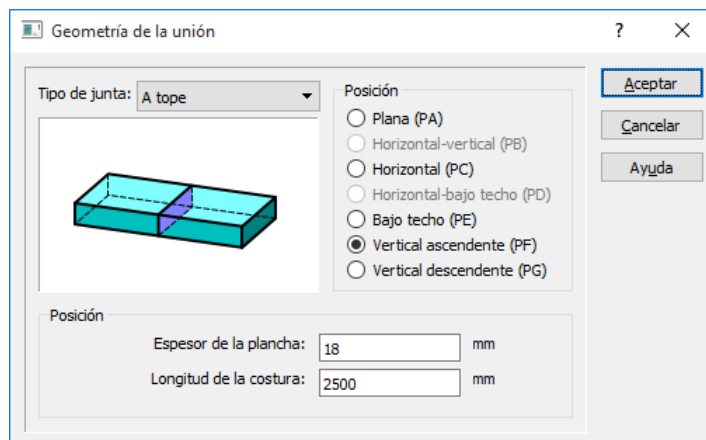 Geometría de la unión
?
Tipo de junta: A tope
Posición
Plana (PA)
Horizontal-vertical (PB)
Horizontal (PC)
Horizontal-bajo techo (PD)
Bajo techo (PE)
Vertical ascendente (PF)
Vertical descendente (PG)
Aceptar
Cancelar
Ayuda
Posición
Espesor de la plancha: 18 mm
Longitud de la costura: 2500 mm